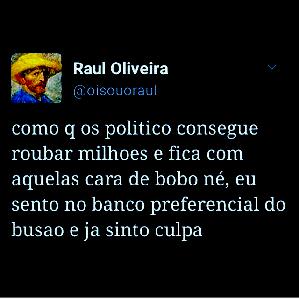 Raul Oliveira
@oisouoraul
como q os politico consegue
roubar milhoes e fica com
aquelas cara de bobo né, eu
sento no banco preferencial do
busao e ja sinto culpa